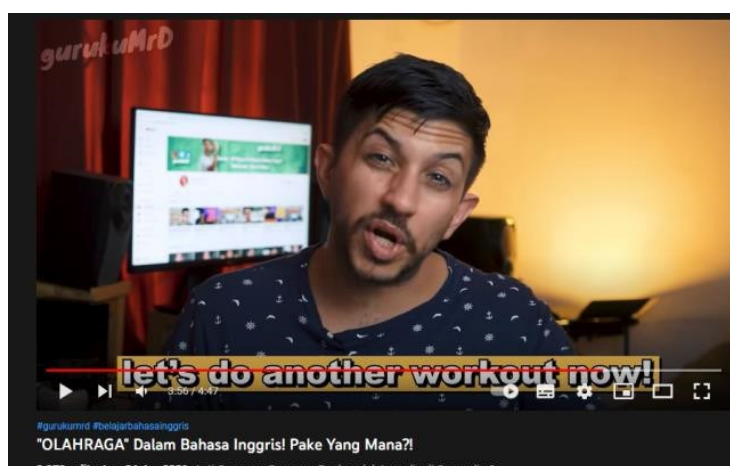 gurukuMrD
gurukuMrD
let's do another workout now!
3:56 / 4:47
#gurukumrd #belajarbahasainggris
"OLAHRAGA" Dalam Bahasa Inggris! Pake Yang Mana?!